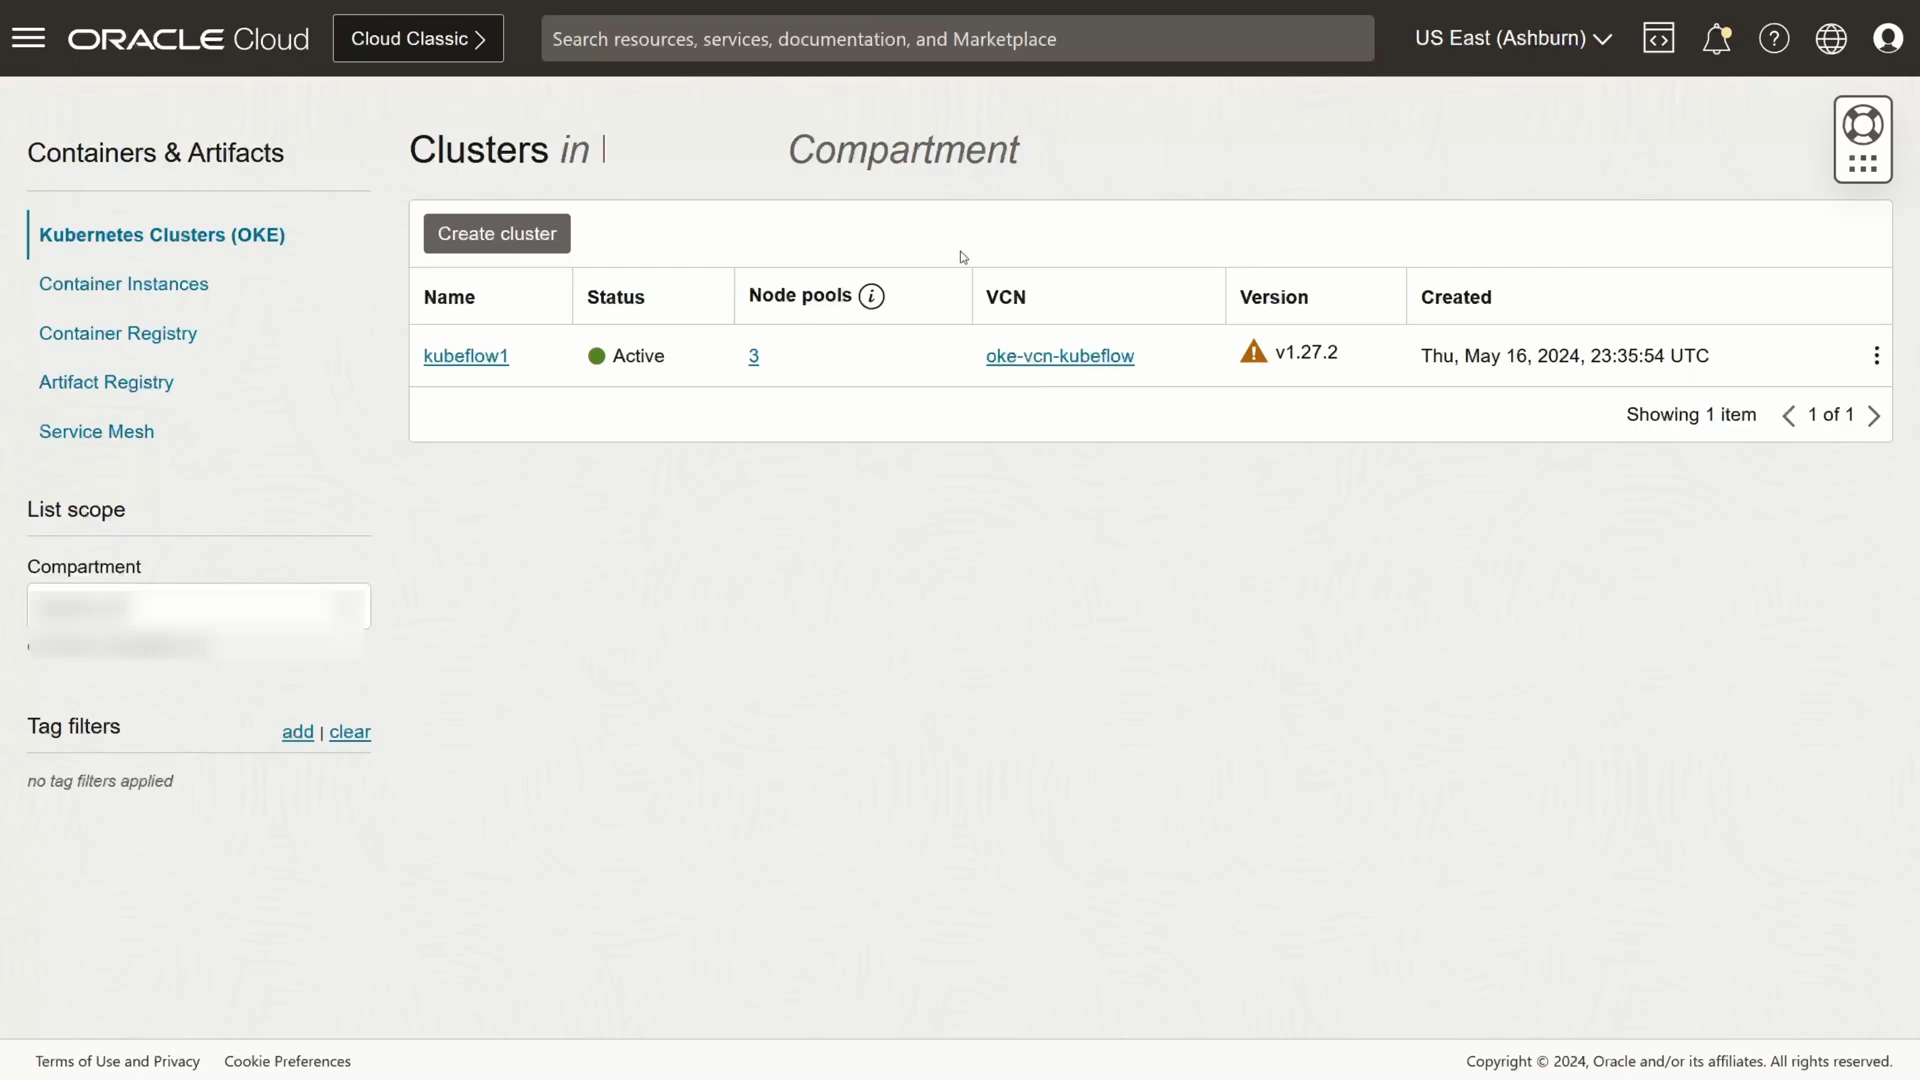 ORACLE Cloud
Cloud Classic
Search resources, services, documentation, and Marketplace
US East (Ashburn)
Containers & Artifacts
Kubernetes Clusters (OKE)
Container Instances
Container Registry
Artifact Registry
Service Mesh
List scope
Compartment
Tag filters
add | clear
no tag filters applied
Clusters in Compartment
Create cluster
Name Status Node pools VCN Version Created
kubeflow1 Active 3 oke-vcn-kubeflow v1.27.2 Thu, May 16, 2024, 23:35:54 UTC
Showing 1 item 1 of 1
Terms of Use and Privacy Cookie Preferences
Copyright © 2024, Oracle and/or its affiliates. All rights reserved.